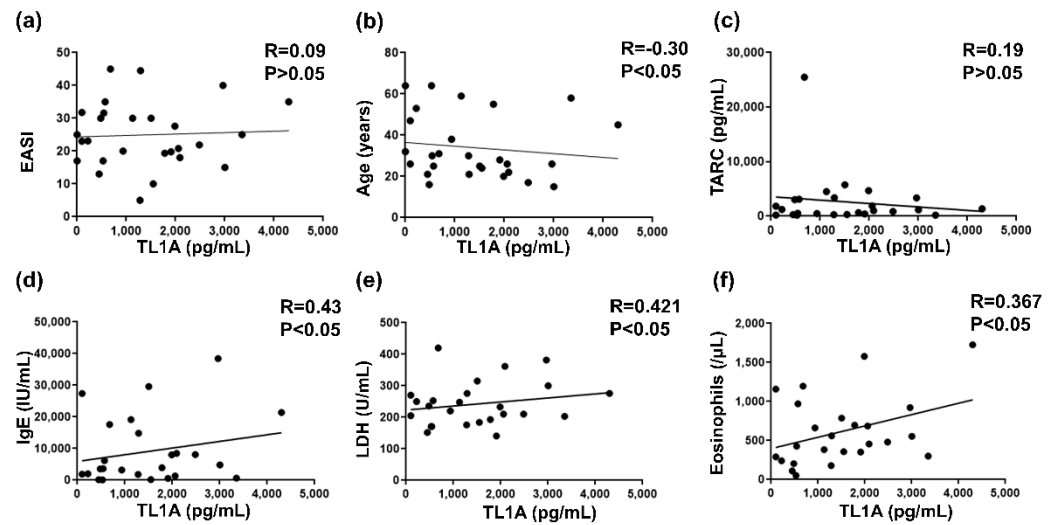 (a)
R=0.09
P>0.05
50
40
30
20
10
0
EASI
0 1,000 2,000 3,000 4,000 5,000
TL1A (pg/mL)
(b)
R=-0.30
P<0.05
80
60
40
20
0
Age (years)
0 1,000 2,000 3,000 4,000 5,000
TL1A (pg/mL)
(c)
R=0.19
P>0.05
30,000
20,000
10,000
5,000
0
TARC (pg/mL)
0 1,000 2,000 3,000 4,000 5,000
TL1A (pg/mL)
(d)
R=0.43
P<0.05
50,000
40,000
30,000
20,000
10,000
0
IgE (IU/mL)
0 1,000 2,000 3,000 4,000 5,000
TL1A (pg/mL)
(e)
R=0.421
P<0.05
500
400
300
200
100
0
LDH (U/mL)
0 1,000 2,000 3,000 4,000 5,000
TL1A (pg/mL)
(f)
R=0.367
P<0.05
2,000
1,500
1,000
500
0
Eosinophils (/μL)
0 1,000 2,000 3,000 4,000 5,000
TL1A (pg/mL)